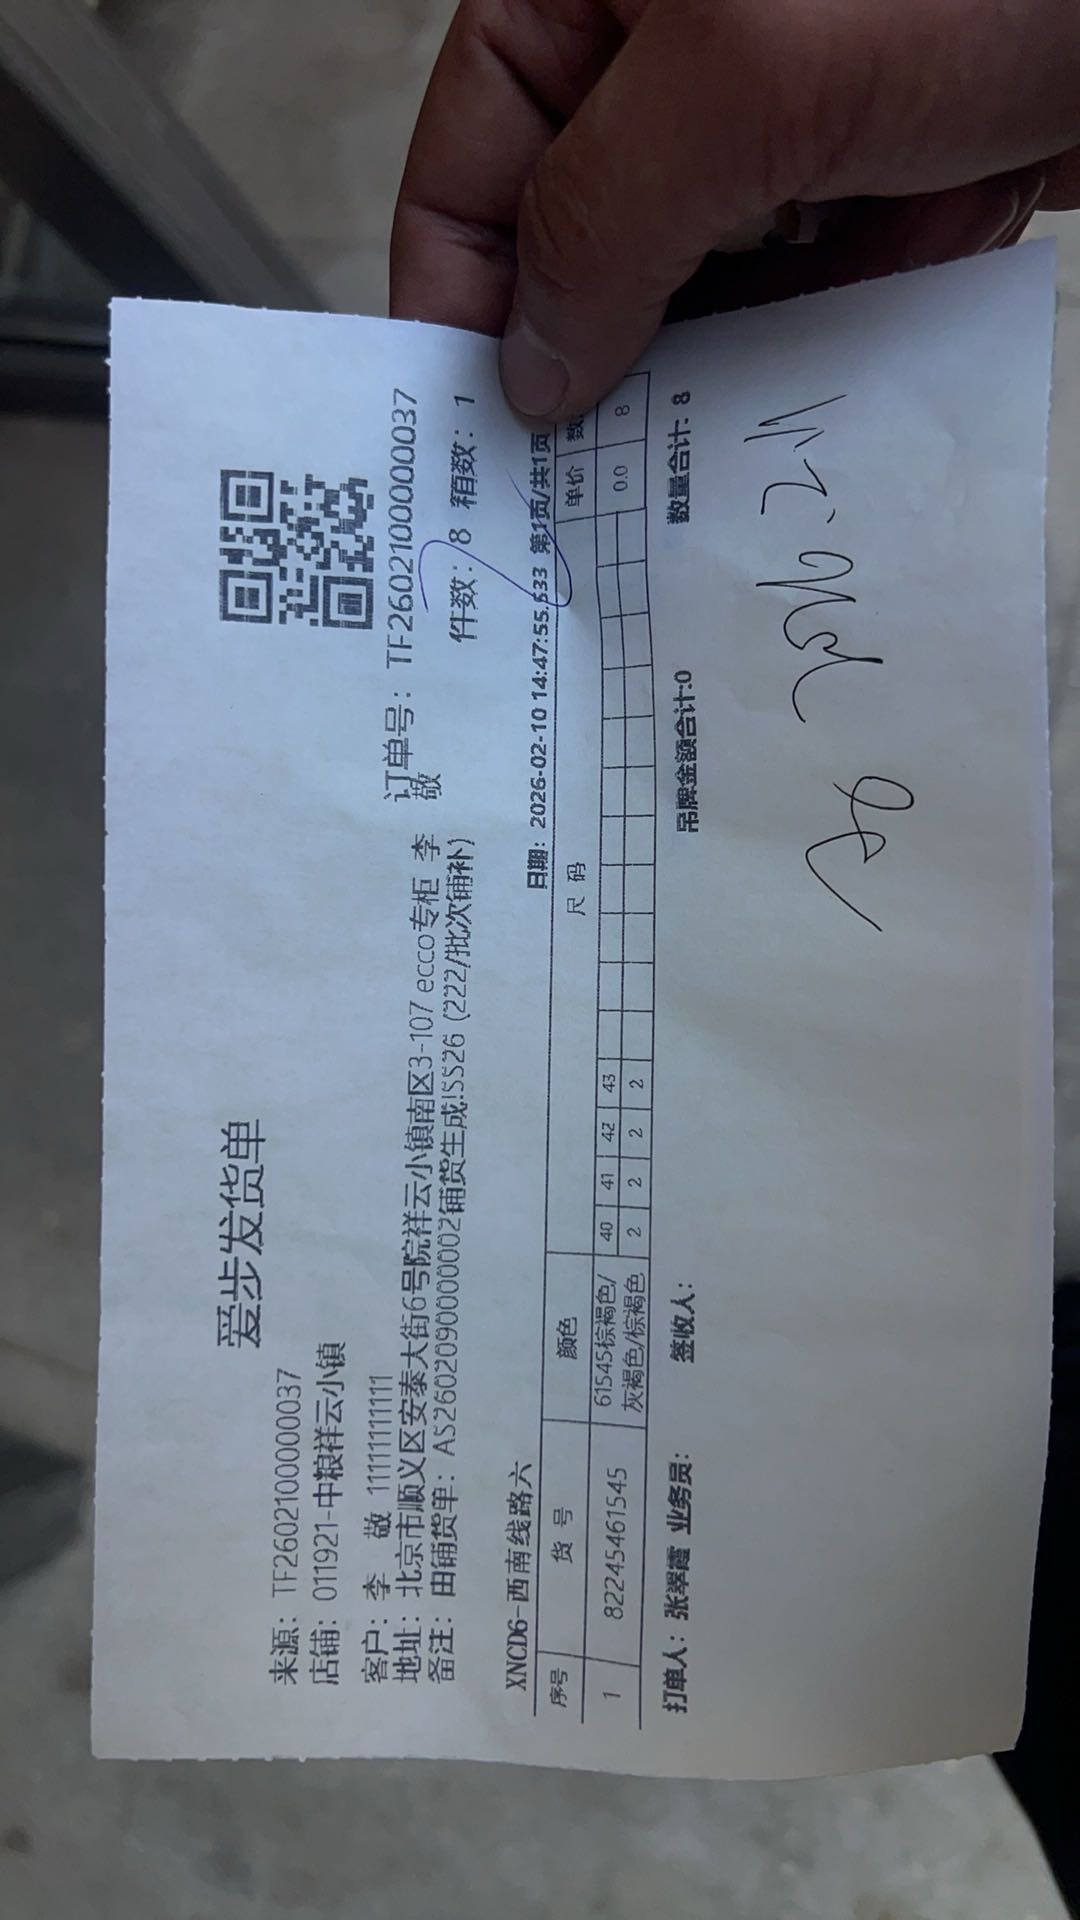 爱步发货单
来源：TF260210000037
店铺：011921-中粮祥云小镇
订单号：TF260210000037
客户：李 敬 11111111111
件数：8 箱数：1
地址：北京市顺义区安泰大街6号院祥云小镇南区3-107 ecco专柜 李敬
备注：由铺货单：AS260209000002铺货生成!SS26 (222/批次铺补)
XNCD6-西南线路六 日期：2026-02-10 14:47:55.533 第1页/共1页
序号 货号 颜色 尺码 单价 数
40 41 42 43
1 82245461545 61545棕褐色/灰褐色/棕褐色 2 2 2 2 0.0 8
打单人：张翠霞 业务员： 签收人： 吊牌金额合计:0 数量合计：8